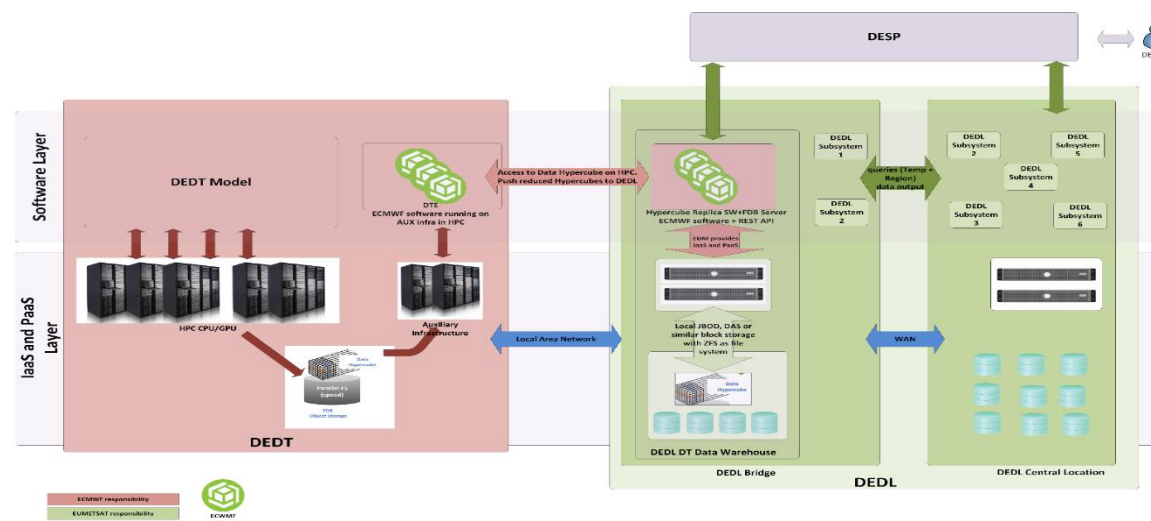 DESP
Software Layer
IaaS and PaaS
Layer
DEDT Model
DTE
ECMWF software running on
AUX infra in HPC
Access to Data Hypercube on HPC.
Push reduced Hypercubes to DEDL
Hypercube Replica SW+FDB Server
ECMWF software + REST API
EUM provides
IaaS and PaaS
DEDL
Subsystem
1
DEDL
Subsystem
2
queries (Temp +
Region)
data output
DEDL
Subsystem
2
DEDL
Subsystem
5
DEDL
Subsystem
4
DEDL
Subsystem
3
DEDL
Subsystem
6
HPC CPU/GPU
Auxiliary
Infrastructure
Local Area Network
Local JBOD, DAS or
similar block storage
with ZFS as file
system
WAN
Data
Hypercube
Parallel FS
(speed)
FDB
Object Storage
Data
Hypercube
DEDT
DEDL DT Data Warehouse
DEDL Bridge
DEDL Central Location
DEDL
ECMWF responsibility
EUMETSAT responsibility
ECWMF